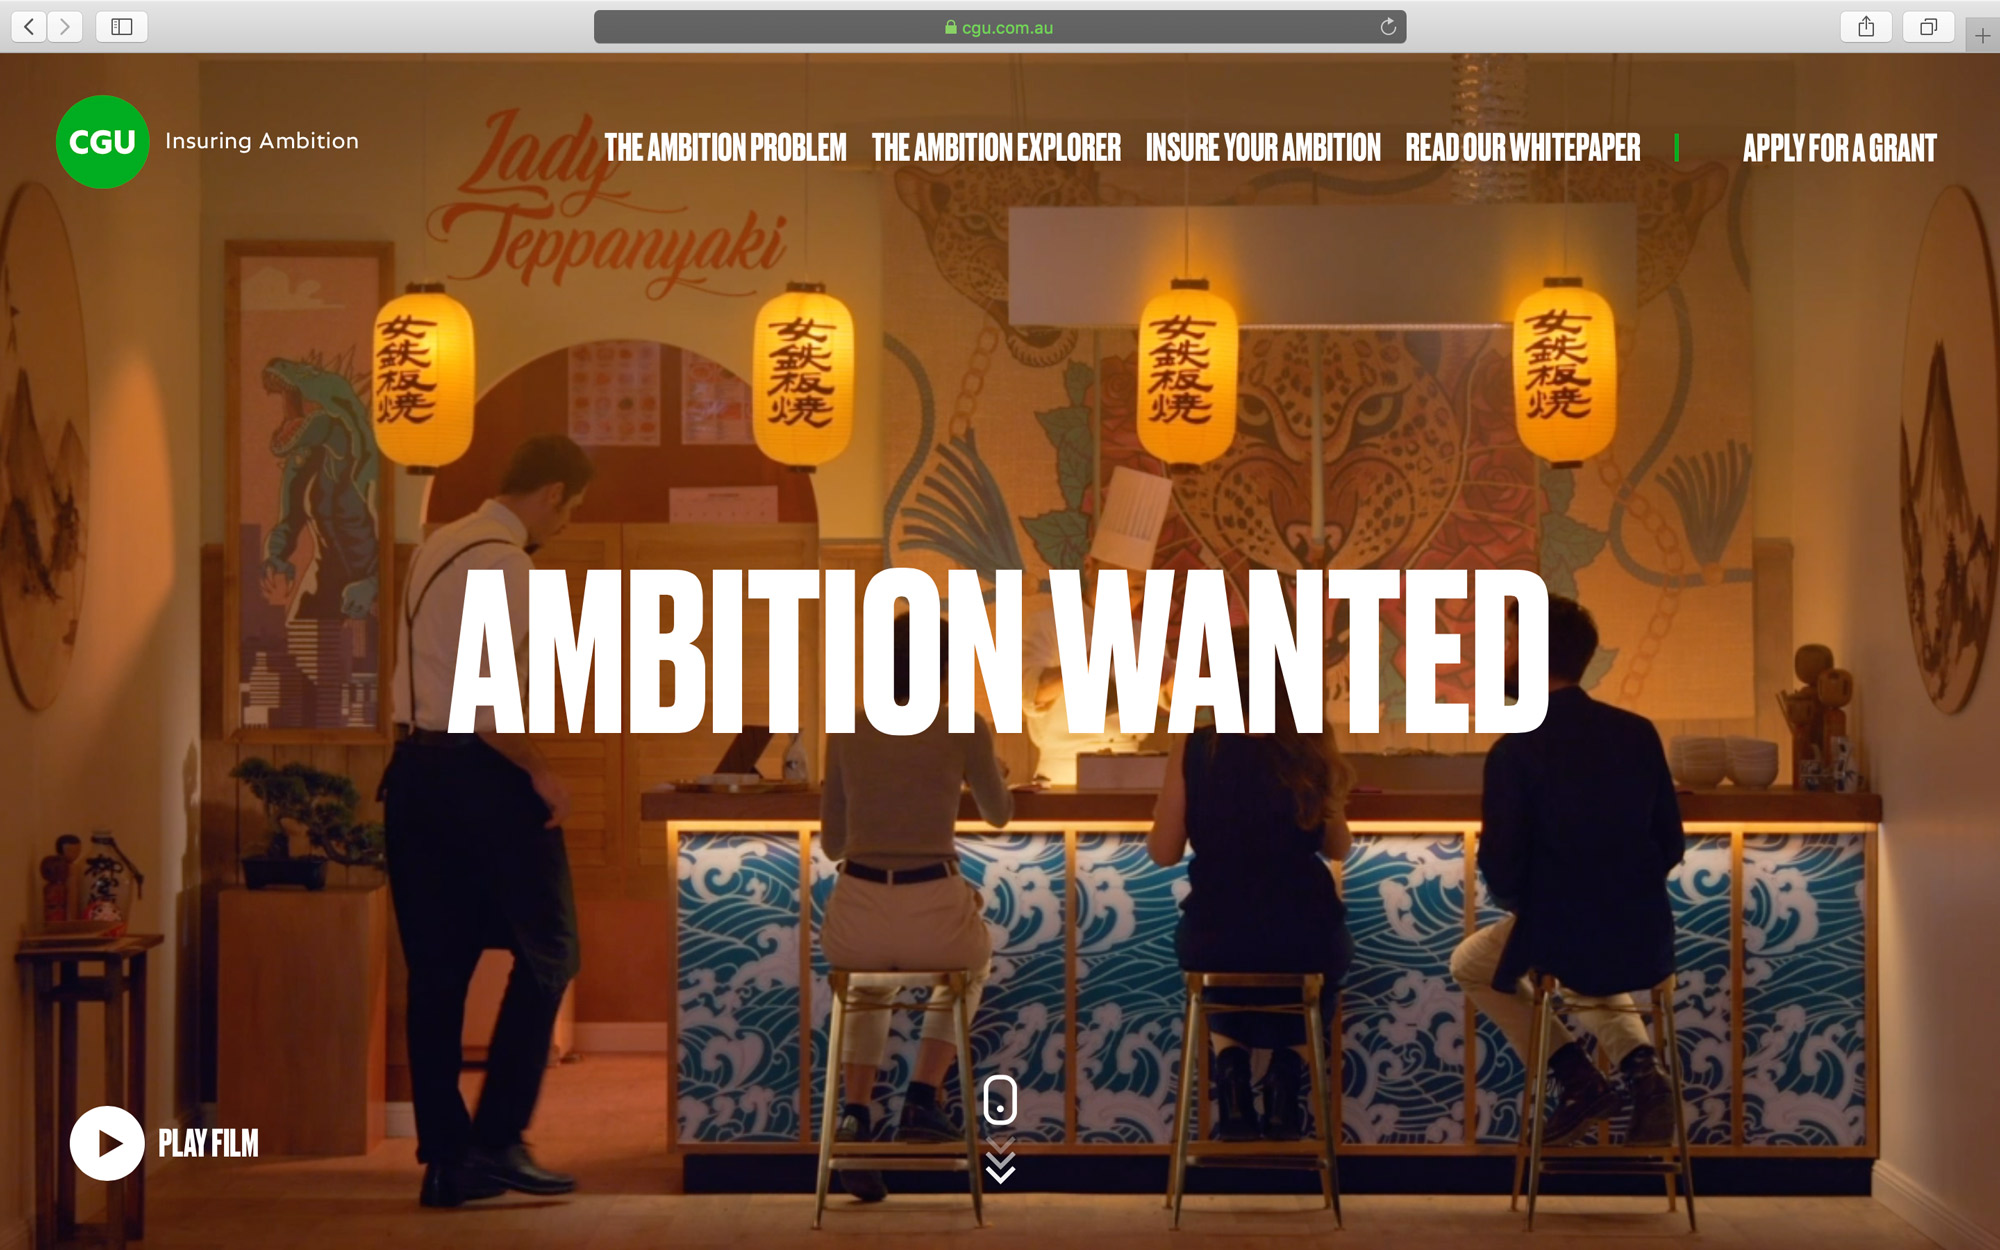 cgu.com.au
CGU
Insuring Ambition
THE AMBITION PROBLEM
THE AMBITION EXPLORER
INSURE YOUR AMBITION
READ OUR WHITEPAPER
APPLY FOR A GRANT
Lady
Teppanyaki
女鉄板焼
女鉄板焼
女鉄板焼
女鉄板焼
AMBITION WANTED
PLAY FILM